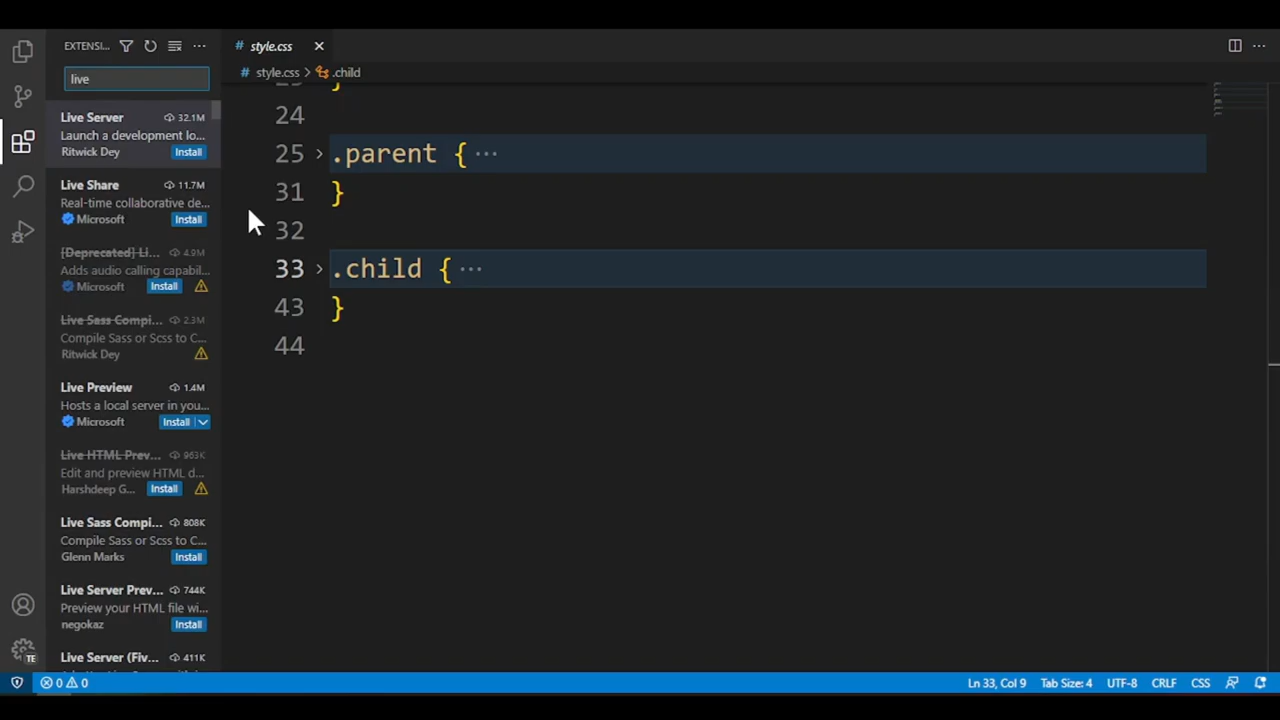 EXTENSI...
live
Live Server 32.1M
Launch a development lo...
Ritwick Dey Install
Live Share 11.7M
Real-time collaborative de...
Microsoft Install
[Deprecated] Li... 4.9M
Adds audio calling capabil...
Microsoft Install
Live Sass Compi... 2.3M
Compile Sass or Scss to C...
Ritwick Dey
Live Preview 1.4M
Hosts a local server in you...
Microsoft Install
Live HTML Prev... 963K
Edit and preview HTML d...
Harshdeep G... Install
Live Sass Compi... 808K
Compile Sass or Scss to C...
Glenn Marks Install
Live Server Prev... 744K
Preview your HTML file wi...
negokaz Install
Live Server (Fiv... 411K
TE
# style.css
# style.css > .child
}
24
25 .parent { ...
31 }
32
33 .child { ...
43 }
44
0 0
Ln 33, Col 9 Tab Size: 4 UTF-8 CRLF CSS